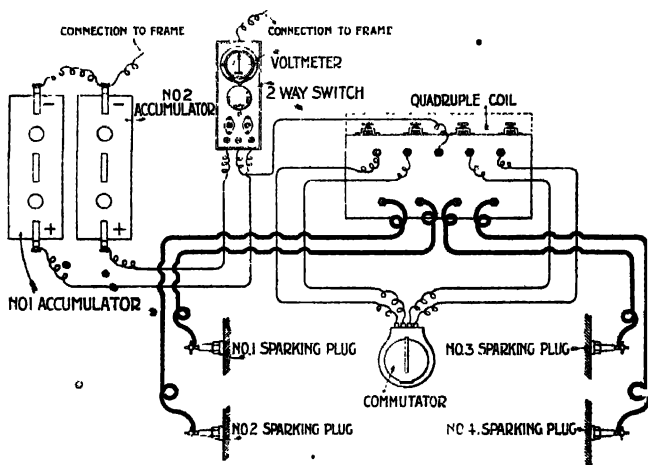 CONNECTION TO FRAME
CONNECTION TO FRAME
VOLTMETER
2 WAY SWITCH
NO2
ACCUMULATOR
QUADRUPLE COIL
NO1 ACCUMULATOR
NO.1 SPARKING PLUG
NO.3 SPARKING PLUG
COMMUTATOR
NO2 SPARKING PLUG
NO 4. SPARKING PLUG